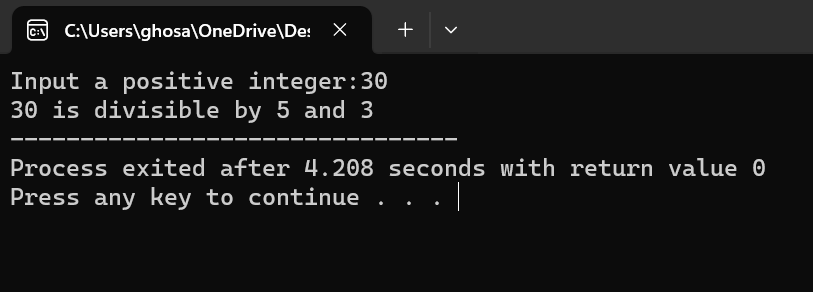 C:\Users\ghosa\OneDrive\Des
Input a positive integer:30
30 is divisible by 5 and 3
--------------------------------
Process exited after 4.208 seconds with return value 0
Press any key to continue . . .